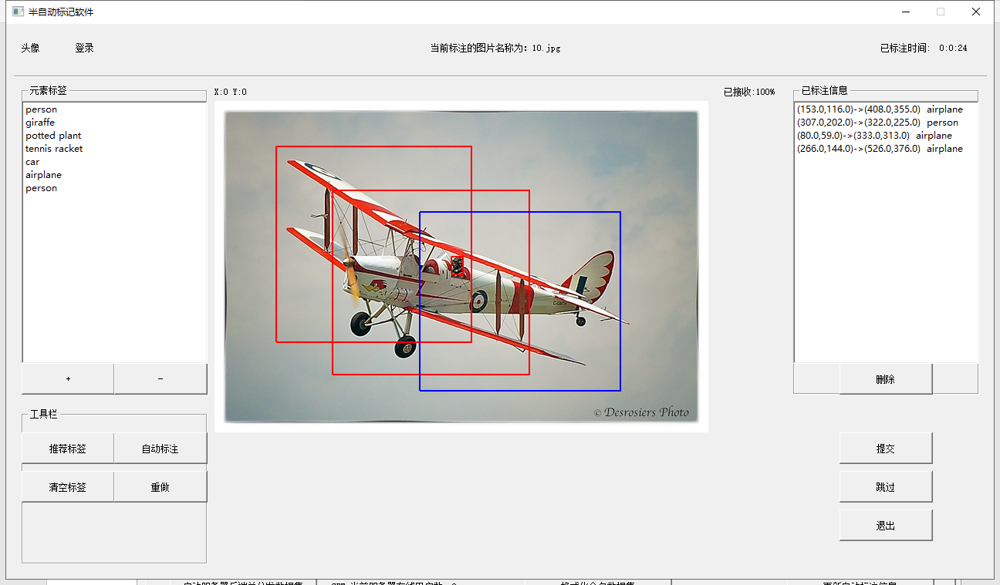 半自动标记软件
头像 登录 当前标注的图片名称为：10.jpg 已标注时间： 0:0:24
元素标签
X:0 Y:0
已接收:100%
已标注信息
person
giraffe
potted plant
tennis racket
car
airplane
person
+ -
(153.0,116.0)->(408.0,355.0) airplane
(307.0,202.0)->(322.0,225.0) person
(80.0,59.0)->(333.0,313.0) airplane
(266.0,144.0)->(526.0,376.0) airplane
删除
© Desrosiers Photo
工具栏
推荐标签 自动标注
清空标签 重做
提交
跳过
退出